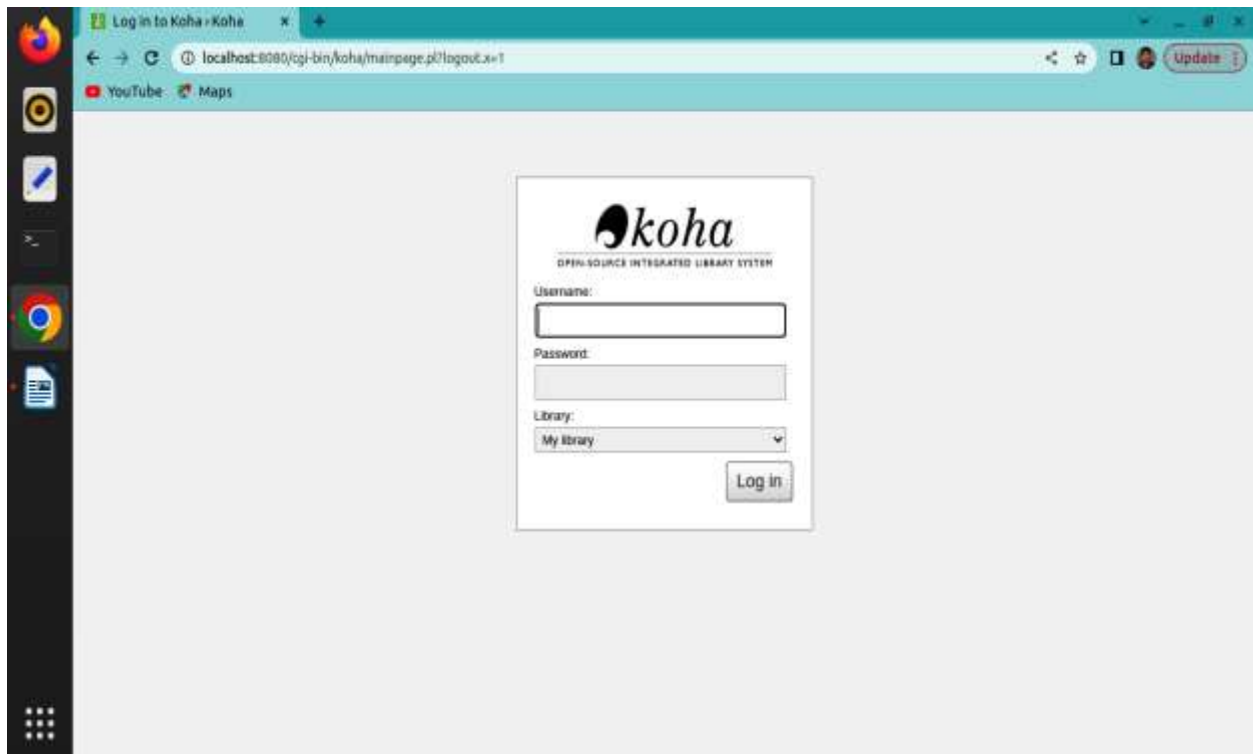 Log in to Koha › Koha
localhost:8080/cgi-bin/koha/mainpage.pl?logout.x=1
Update
YouTube
Maps
koha
OPEN-SOURCE INTEGRATED LIBRARY SYSTEM
Username:
Password:
Library:
My library
Log in